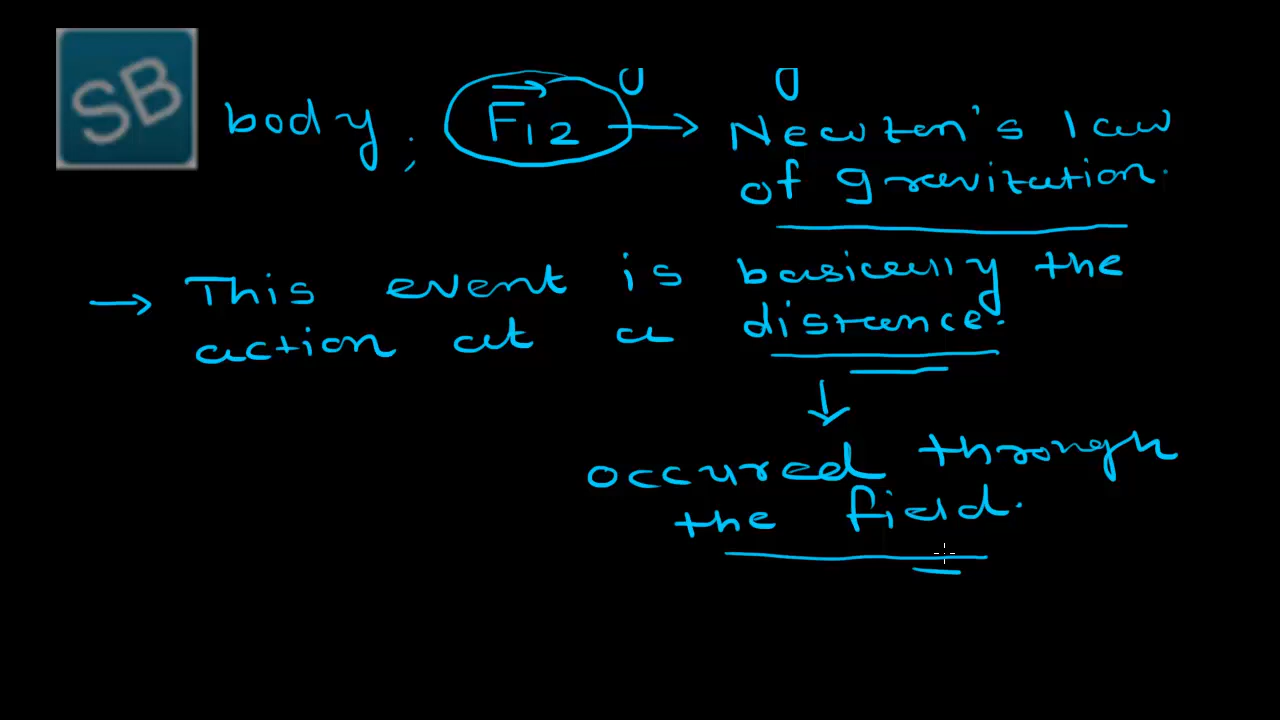 SB
body, F12 → Newton's law
of gravitation.
→ This event is basically the
action at a distance.
↓
occured through
the field.